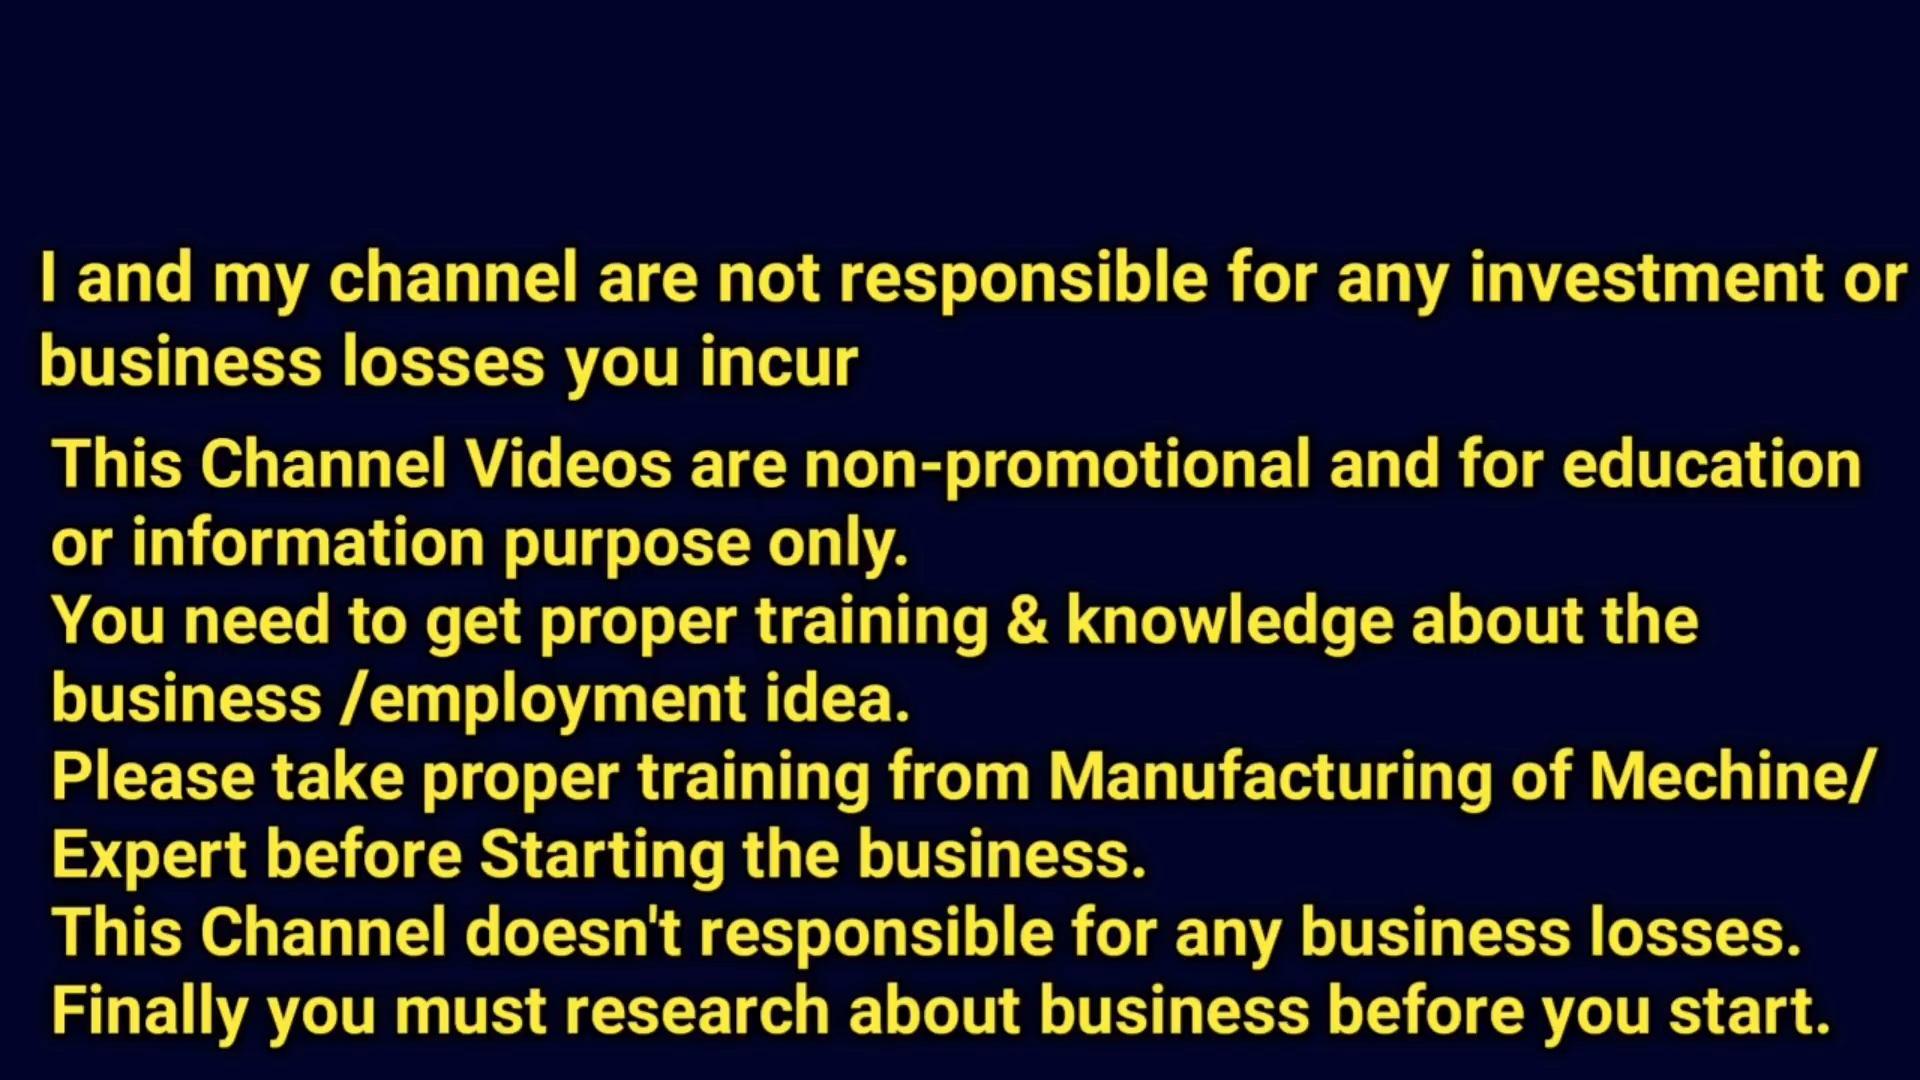 I and my channel are not responsible for any investment or
business losses you incur
This Channel Videos are non-promotional and for education
or information purpose only.
You need to get proper training & knowledge about the
business /employment idea.
Please take proper training from Manufacturing of Mechine/
Expert before Starting the business.
This Channel doesn't responsible for any business losses.
Finally you must research about business before you start.